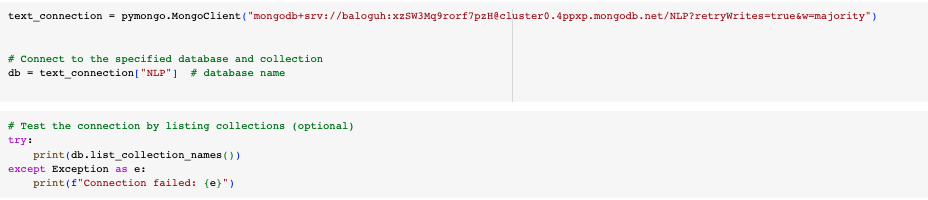 text_connection = pymongo.MongoClient("mongodb+srv://baloguh:xzSW3Mq9rorf7pzH@cluster0.4ppxp.mongodb.net/NLP?retryWrites=true&w=majority")
# Connect to the specified database and collection
db = text_connection["NLP"]  # database name
# Test the connection by listing collections (optional)
try:
    print(db.list_collection_names())
except Exception as e:
    print(f"Connection failed: {e}")